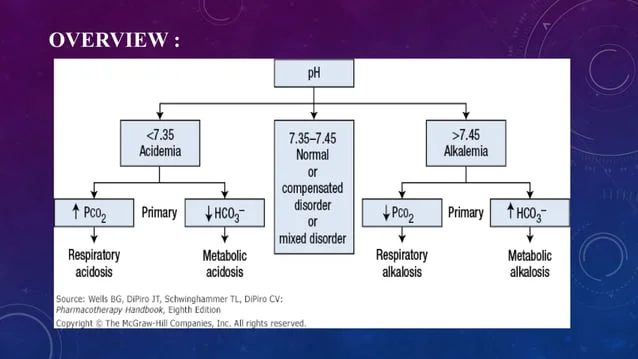 OVERVIEW :
pH
<7.35
Acidemia
7.35–7.45
Normal
or
compensated
disorder
or
mixed disorder
>7.45
Alkalemia
↑ PCO₂
Primary
↓ HCO₃⁻
↓ PCO₂
Primary
↑ HCO₃⁻
Respiratory
acidosis
Metabolic
acidosis
Respiratory
alkalosis
Metabolic
alkalosis
Source: Wells BG, DiPiro JT, Schwinghammer TL, DiPiro CV:
Pharmacotherapy Handbook, Eighth Edition
Copyright © The McGraw-Hill Companies, Inc. All rights reserved.